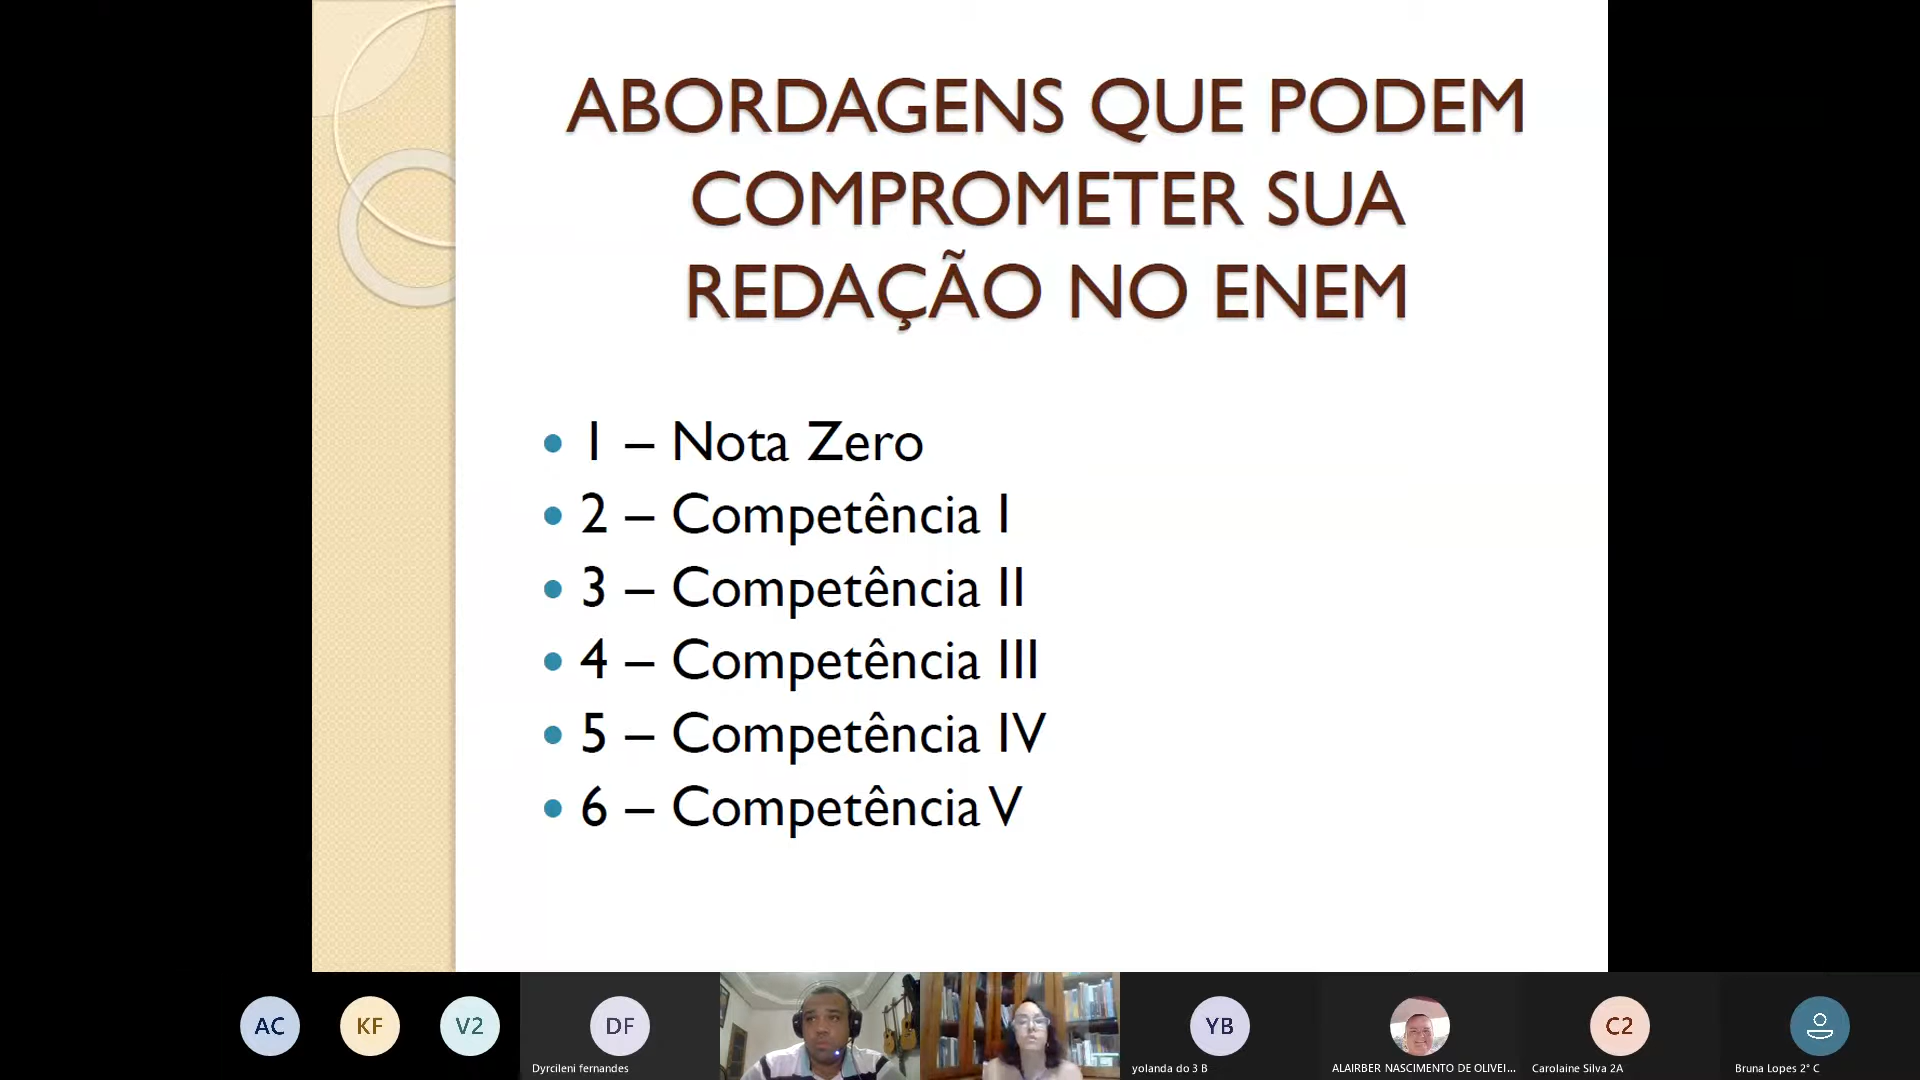 ABORDAGENS QUE PODEM
COMPROMETER SUA
REDAÇÃO NO ENEM
1 – Nota Zero
2 – Competência I
3 – Competência II
4 – Competência III
5 – Competência IV
6 – Competência V
AC
KF
V2
DF
YB
C2
Dyrcileni fernandes
yolanda do 3 B
ALAIRBER NASCIMENTO DE OLIVEI...
Carolaine Silva 2A
Bruna Lopes 2° C